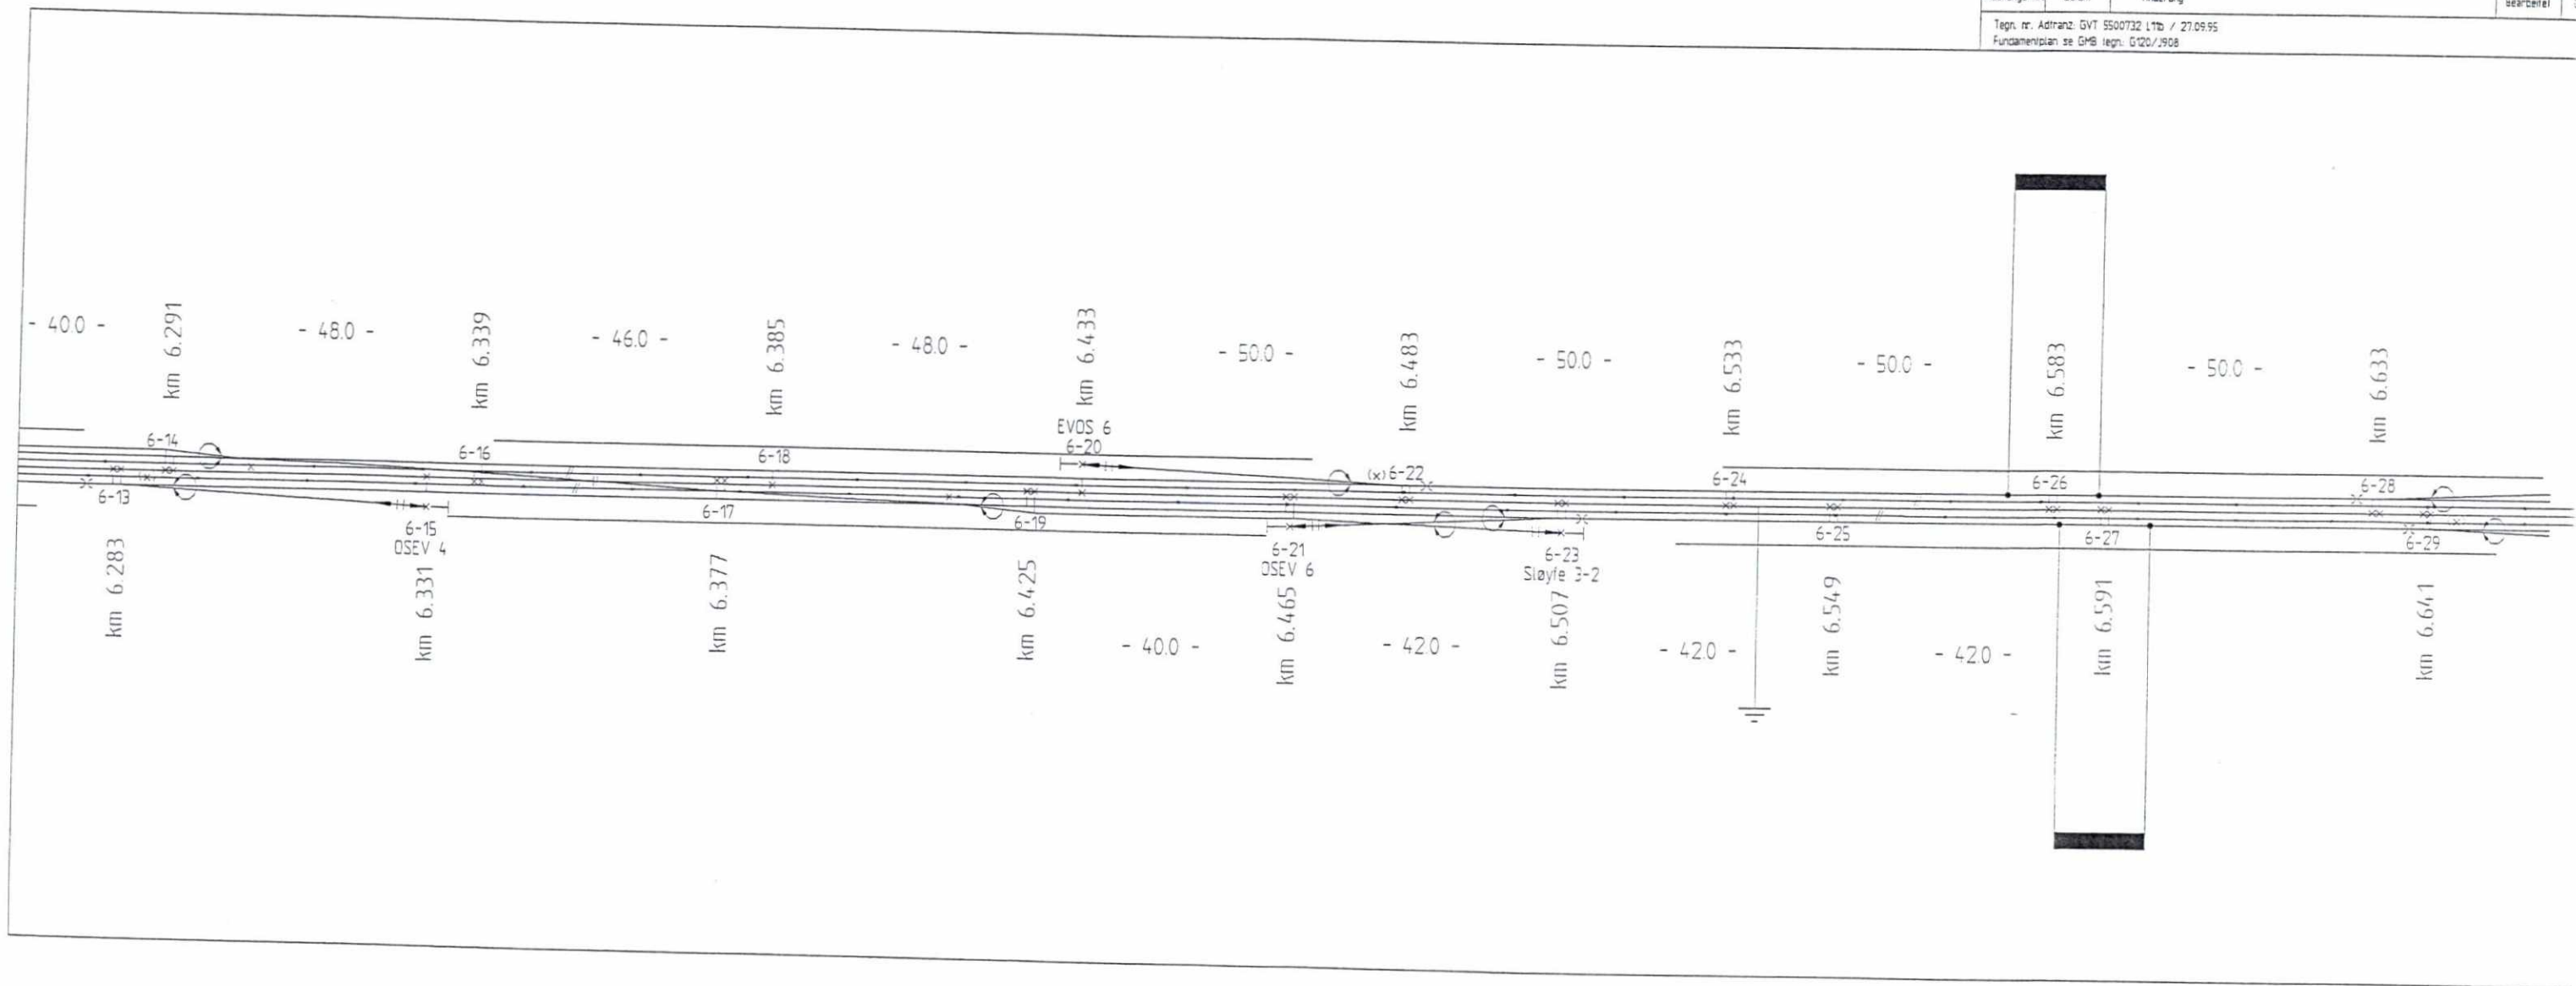 Bearbeitet
Tegn. nr. Adtranz: GVT 5500732 L11b / 27.09.95
Fundamentplan se GMB tegn.: G120/J908
- 40.0 -
km 6.291
- 48.0 -
km 6.339
- 46.0 -
km 6.385
- 48.0 -
km 6.433
- 50.0 -
km 6.483
- 50.0 -
km 6.533
- 50.0 -
km 6.583
- 50.0 -
km 6.633
EVOS 6
6-14
6-16
6-18
6-20
(x) 6-22
6-24
6-26
6-28
(x)
6-13
6-15
OSEV 4
6-17
6-19
6-21
OSEV 6
6-23
Sløyfe 3-2
6-25
6-27
6-29
km 6.283
km 6.331
km 6.377
km 6.425
- 40.0 -
km 6.465
- 42.0 -
km 6.507
- 42.0 -
km 6.549
- 42.0 -
km 6.591
km 6.641